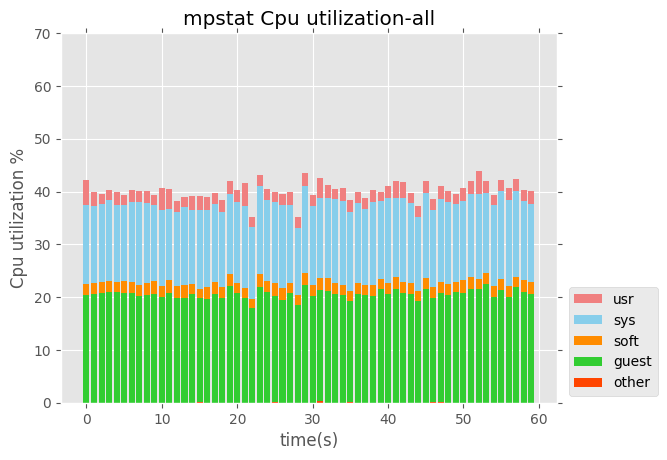 mpstat Cpu utilization-all
Cpu utilization %
70
60
50
40
30
20
10
0
0 10 20 30 40 50 60
time(s)
usr
sys
soft
guest
other